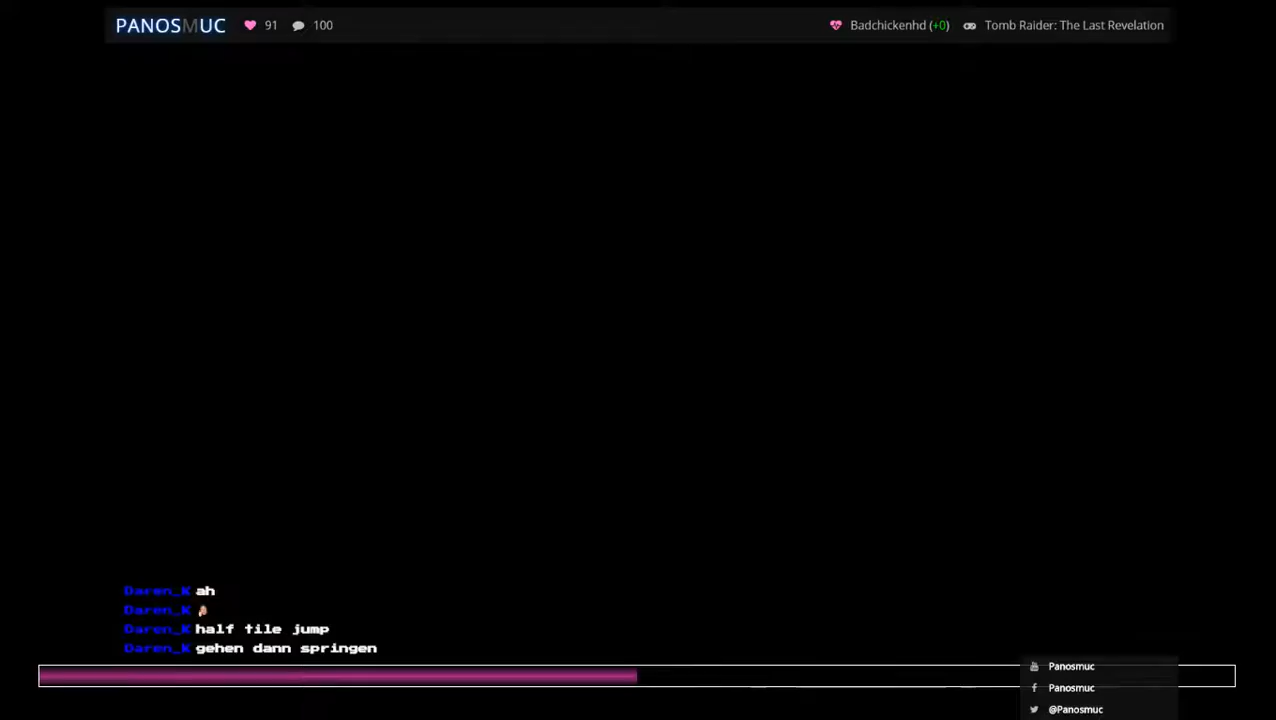 PANOSMUC 91 100 Badchickenhd (+0) Tomb Raider: The Last Revelation
Daren_K ah
Daren_K
Daren_K half tile jump
Daren_K gehen dann springen
Panosmuc
Panosmuc
@Panosmuc